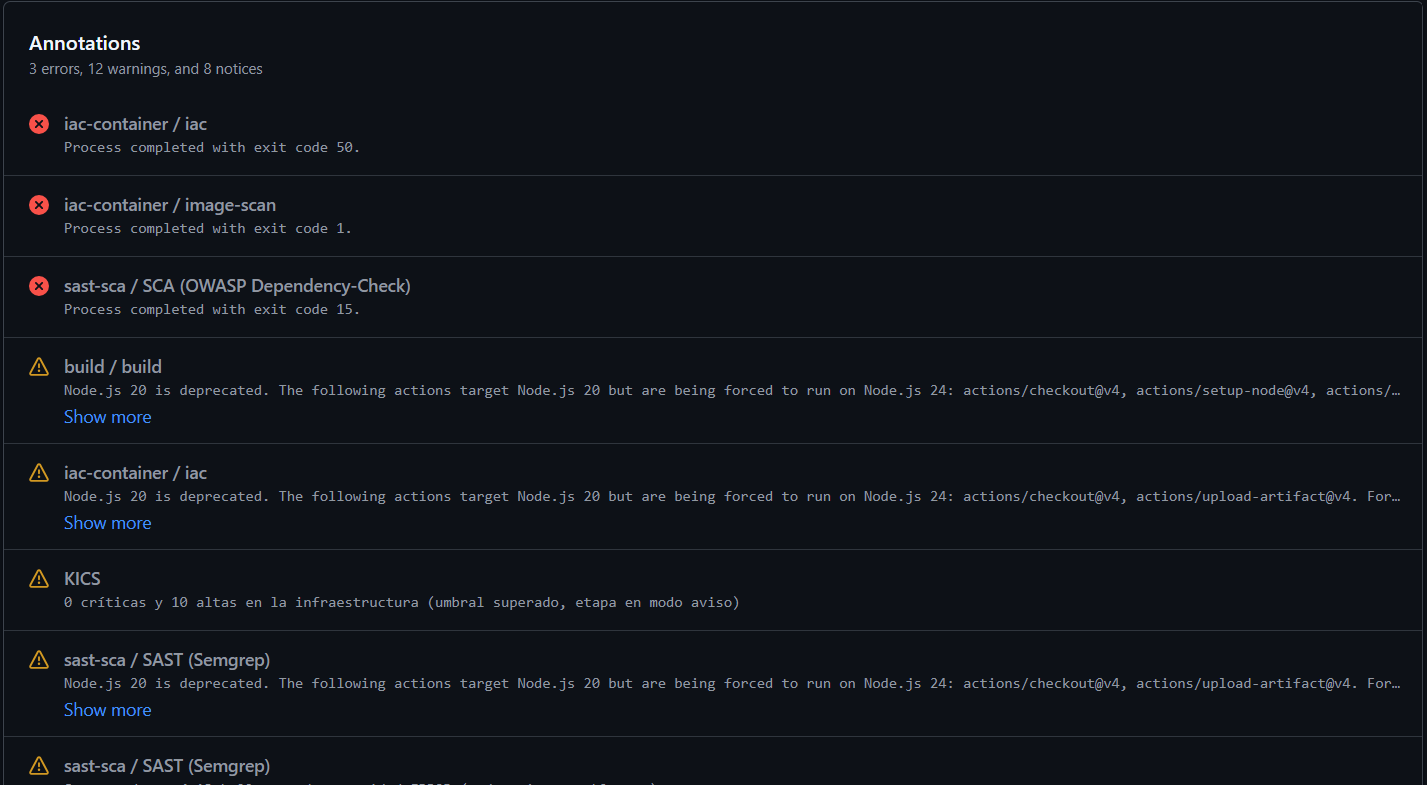 Annotations
3 errors, 12 warnings, and 8 notices
iac-container / iac
Process completed with exit code 50.
iac-container / image-scan
Process completed with exit code 1.
sast-sca / SCA (OWASP Dependency-Check)
Process completed with exit code 15.
build / build
Node.js 20 is deprecated. The following actions target Node.js 20 but are being forced to run on Node.js 24: actions/checkout@v4, actions/setup-node@v4, actions/…
Show more
iac-container / iac
Node.js 20 is deprecated. The following actions target Node.js 20 but are being forced to run on Node.js 24: actions/checkout@v4, actions/upload-artifact@v4. For…
Show more
KICS
0 críticas y 10 altas en la infraestructura (umbral superado, etapa en modo aviso)
sast-sca / SAST (Semgrep)
Node.js 20 is deprecated. The following actions target Node.js 20 but are being forced to run on Node.js 24: actions/checkout@v4, actions/upload-artifact@v4. For…
Show more
sast-sca / SAST (Semgrep)